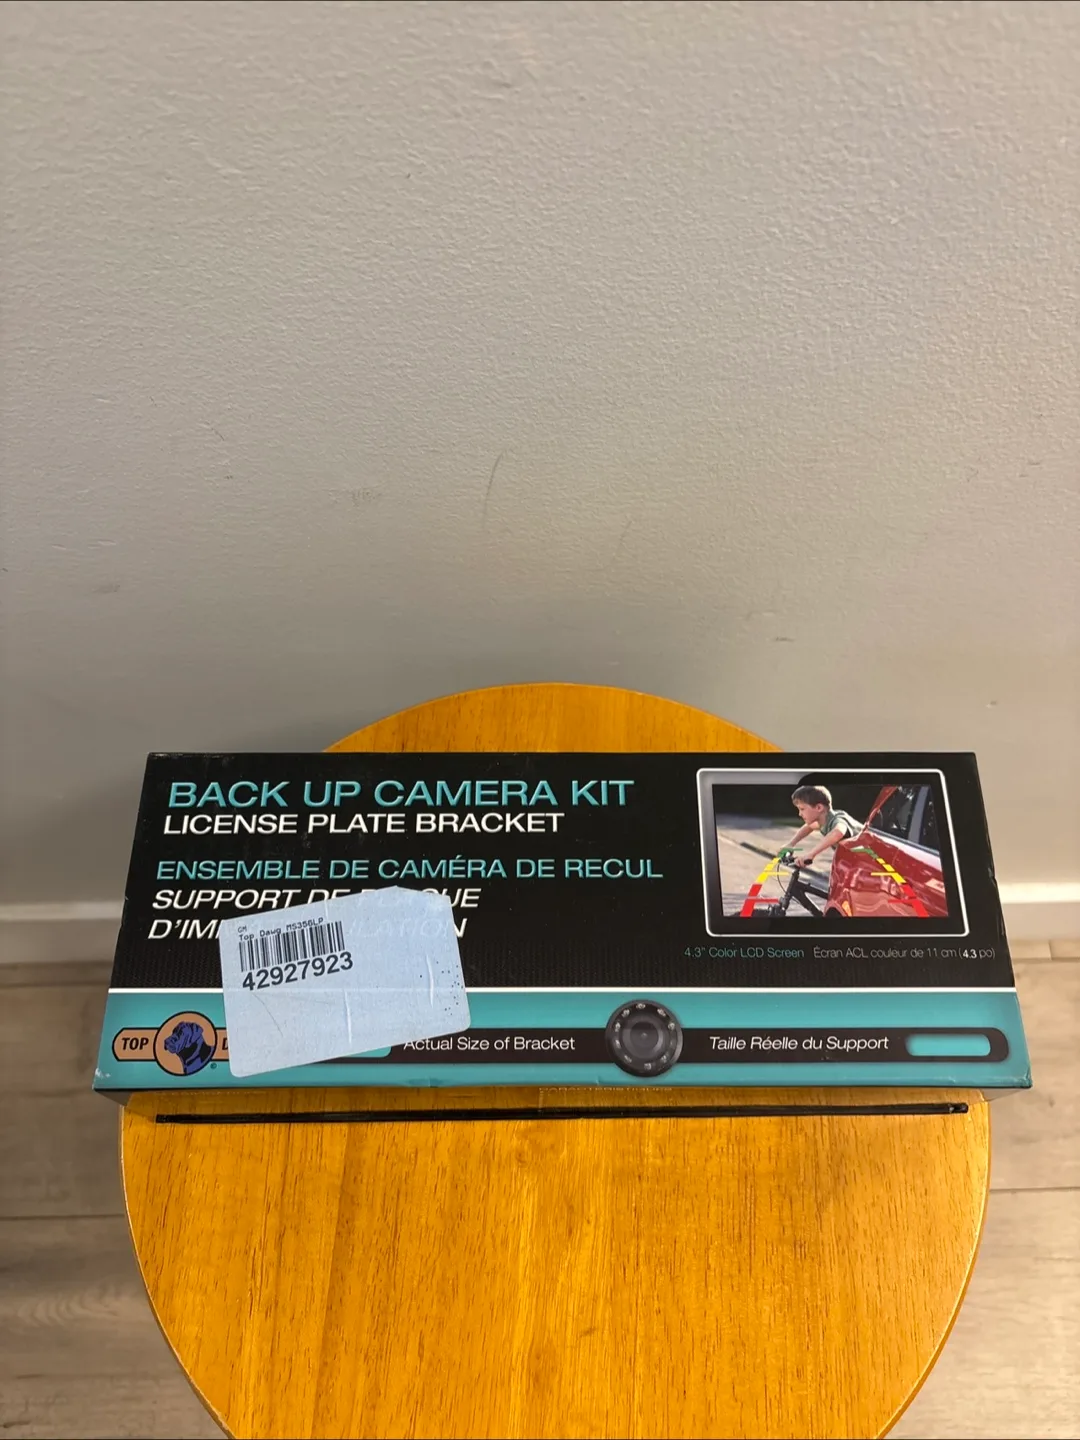 BACK UP CAMERA KIT
LICENSE PLATE BRACKET
ENSEMBLE DE CAMÉRA DE RECUL
SUPPORT DE
D'IM
GM
Top Dawg MS356LP
42927923
4.3" Color LCD Screen Écran ACL couleur de 11 cm (4.3 po)
TOP D
Actual Size of Bracket
Taille Réelle du Support
CARACTÉRISTIQUES